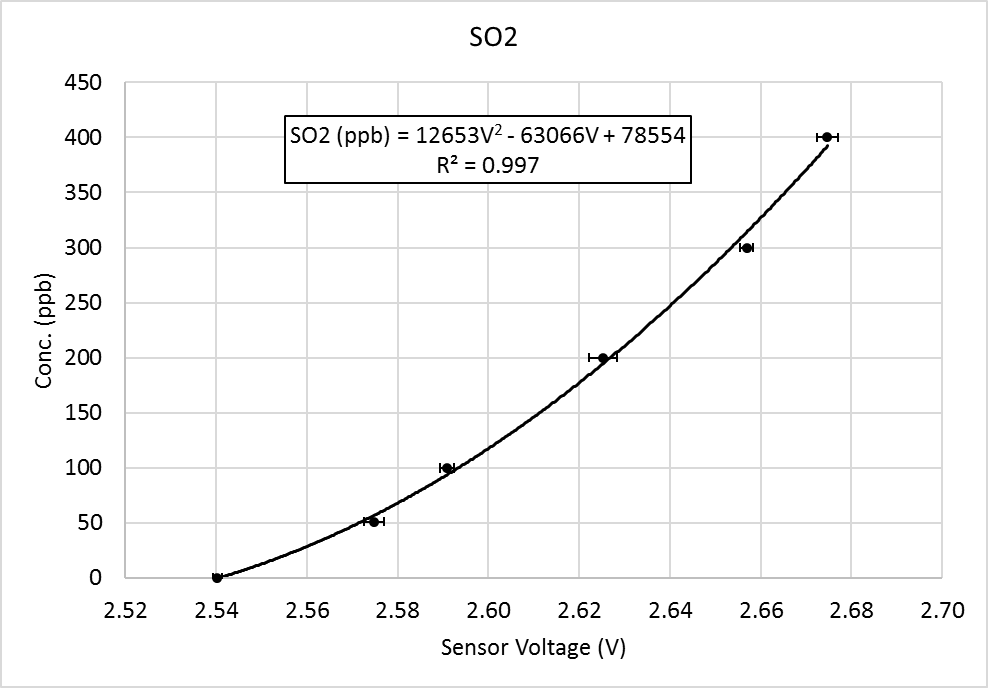 SO2
450
400
350
300
250
200
150
100
50
0
SO2 (ppb) = 12653V² - 63066V + 78554
R² = 0.997
Conc. (ppb)
2.52 2.54 2.56 2.58 2.60 2.62 2.64 2.66 2.68 2.70
Sensor Voltage (V)